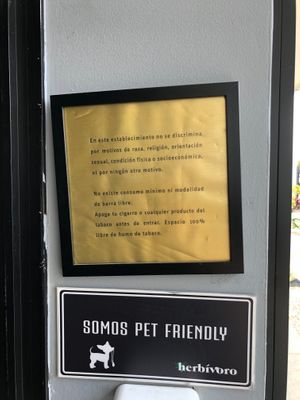 En este establecimiento no se discrimina
por motivos de raza, religión, orientación
sexual, condición física o socioeconómica,
ni por ningún otro motivo.
No existe consumo mínimo ni modalidad
de barra libre.
Apaga tu cigarro o cualquier producto del
tabaco antes de entrar. Espacio 100%
libre de humo de tabaco.
SOMOS PET FRIENDLY
herbívoro